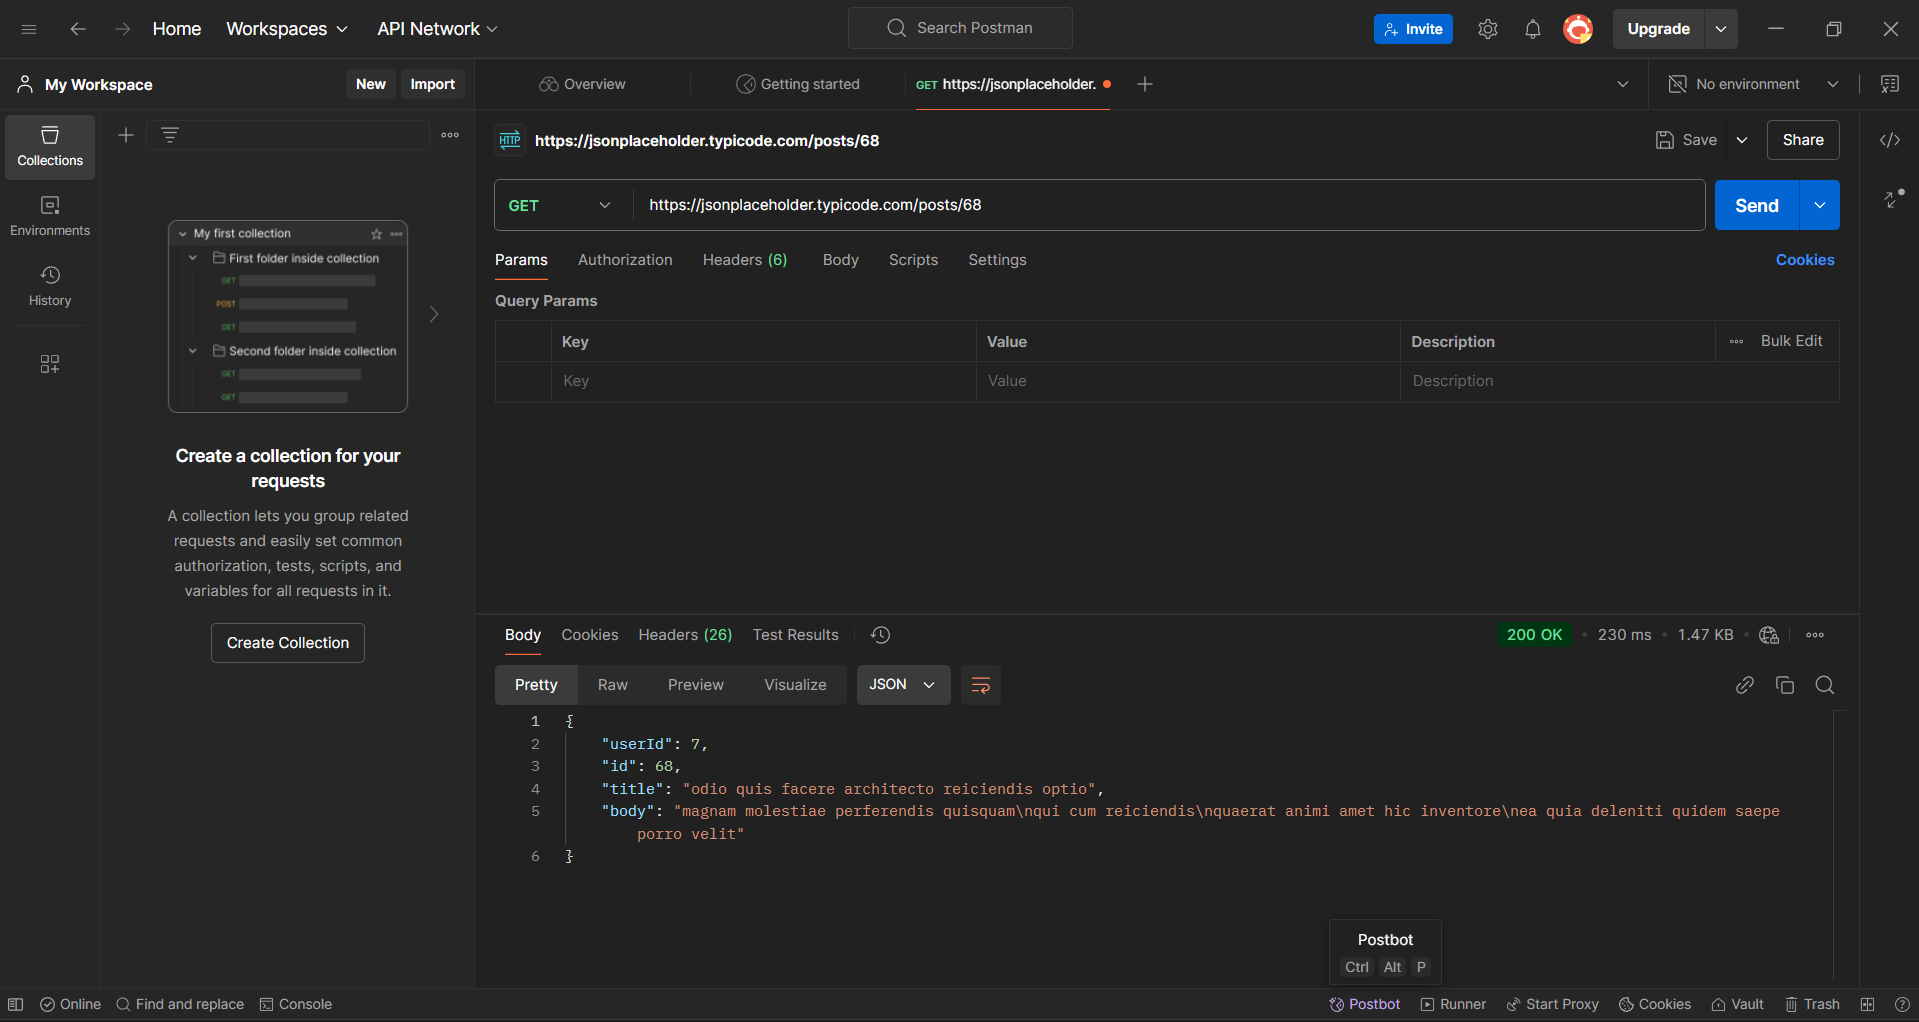 Home Workspaces API Network Search Postman Invite Upgrade
My Workspace New Import Overview Getting started GET https://jsonplaceholder. No environment
Collections
Environments
History
My first collection
First folder inside collection
GET
POST
GET
Second folder inside collection
GET
GET
Create a collection for your
requests
A collection lets you group related
requests and easily set common
authorization, tests, scripts, and
variables for all requests in it.
Create Collection
HTTP https://jsonplaceholder.typicode.com/posts/68 Save Share
GET https://jsonplaceholder.typicode.com/posts/68 Send
Params Authorization Headers (6) Body Scripts Settings Cookies
Query Params
Key Value Description Bulk Edit
Key Value Description
Body Cookies Headers (26) Test Results 200 OK 230 ms 1.47 KB
Pretty Raw Preview Visualize JSON
1 {
2 "userId": 7,
3 "id": 68,
4 "title": "odio quis facere architecto reiciendis optio",
5 "body": "magnam molestiae perferendis quisquam\nqui cum reiciendis\nquaerat animi amet hic inventore\nea quia deleniti quidem saepe
porro velit"
6 }
Postbot
Ctrl Alt P
Online Find and replace Console Postbot Runner Start Proxy Cookies Vault Trash